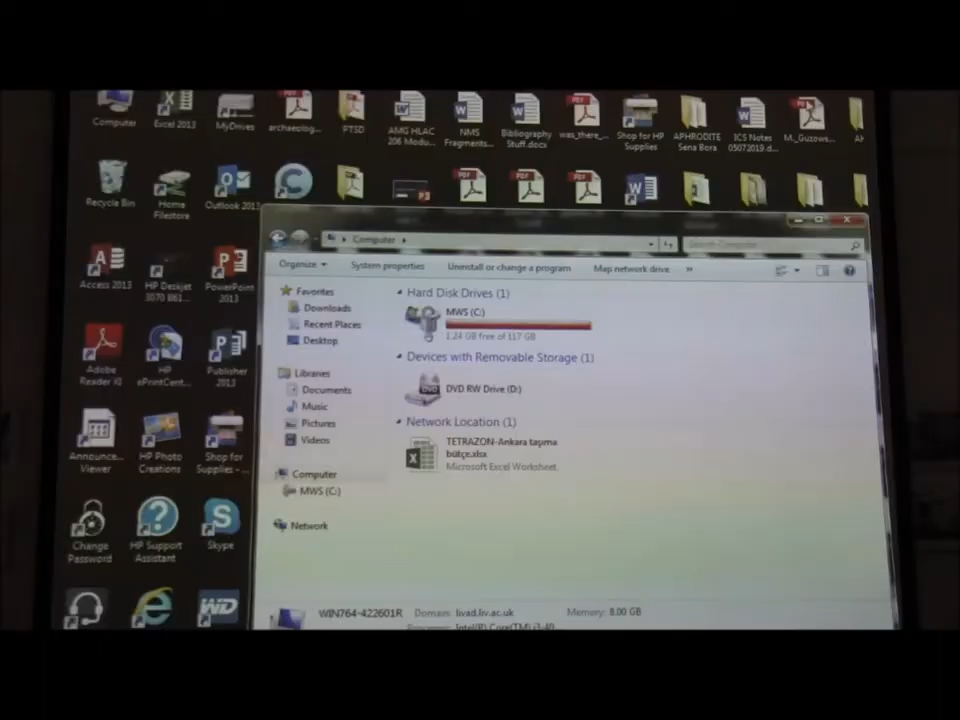 Computer
Excel 2013
MyDrives
archaeolog...
PTSD
AMG HLAC
206 Modu...
NMS
Fragments...
Bibliography
Stuff.docx
was_there_...
Shop for HP
Supplies
APHRODITE
Sena Bora
ICS Notes
05072019.d...
M._Guzows...
Recycle Bin
Home
Filestore
Outlook 2013
Access 2013
HP Deskjet
3070 B61...
PowerPoint
2013
Adobe
Reader XI
HP
ePrintCent...
Publisher
2013
Announce...
Viewer
HP Photo
Creations
Shop for
Supplies - ...
Change
Password
HP Support
Assistant
Skype
Computer
Search Computer
Organize
System properties
Uninstall or change a program
Map network drive
»
Favorites
Downloads
Recent Places
Desktop
Libraries
Documents
Music
Pictures
Videos
Computer
MWS (C:)
Network
Hard Disk Drives (1)
MWS (C:)
1.24 GB free of 117 GB
Devices with Removable Storage (1)
DVD RW Drive (D:)
Network Location (1)
TETRAZON-Ankara taşıma
bütçe.xlsx
Microsoft Excel Worksheet
WIN764-422601R
Domain: livad.liv.ac.uk
Memory: 8.00 GB
Processor: Intel(R) Core(TM)